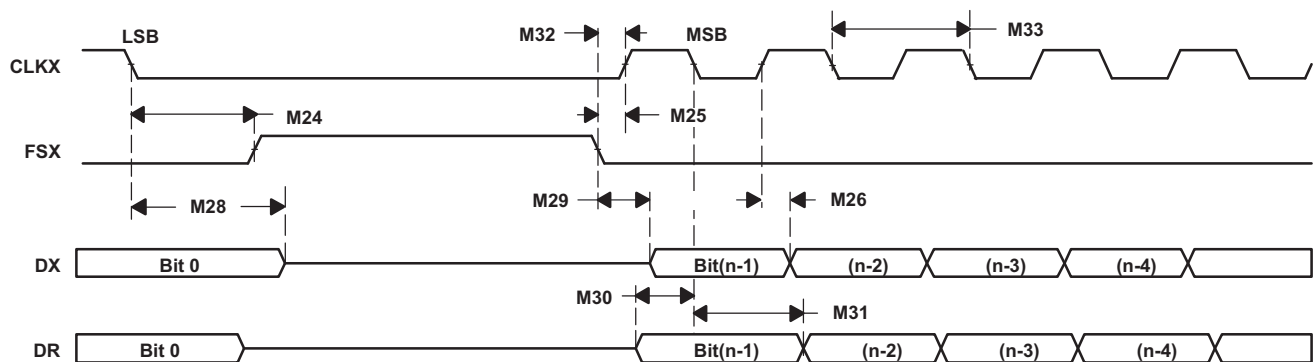 LSB
M32
MSB
M33
CLKX
M24
M25
FSX
M28
M29
M26
DX
Bit 0
Bit(n-1)
(n-2)
(n-3)
(n-4)
M30
M31
DR
Bit 0
Bit(n-1)
(n-2)
(n-3)
(n-4)